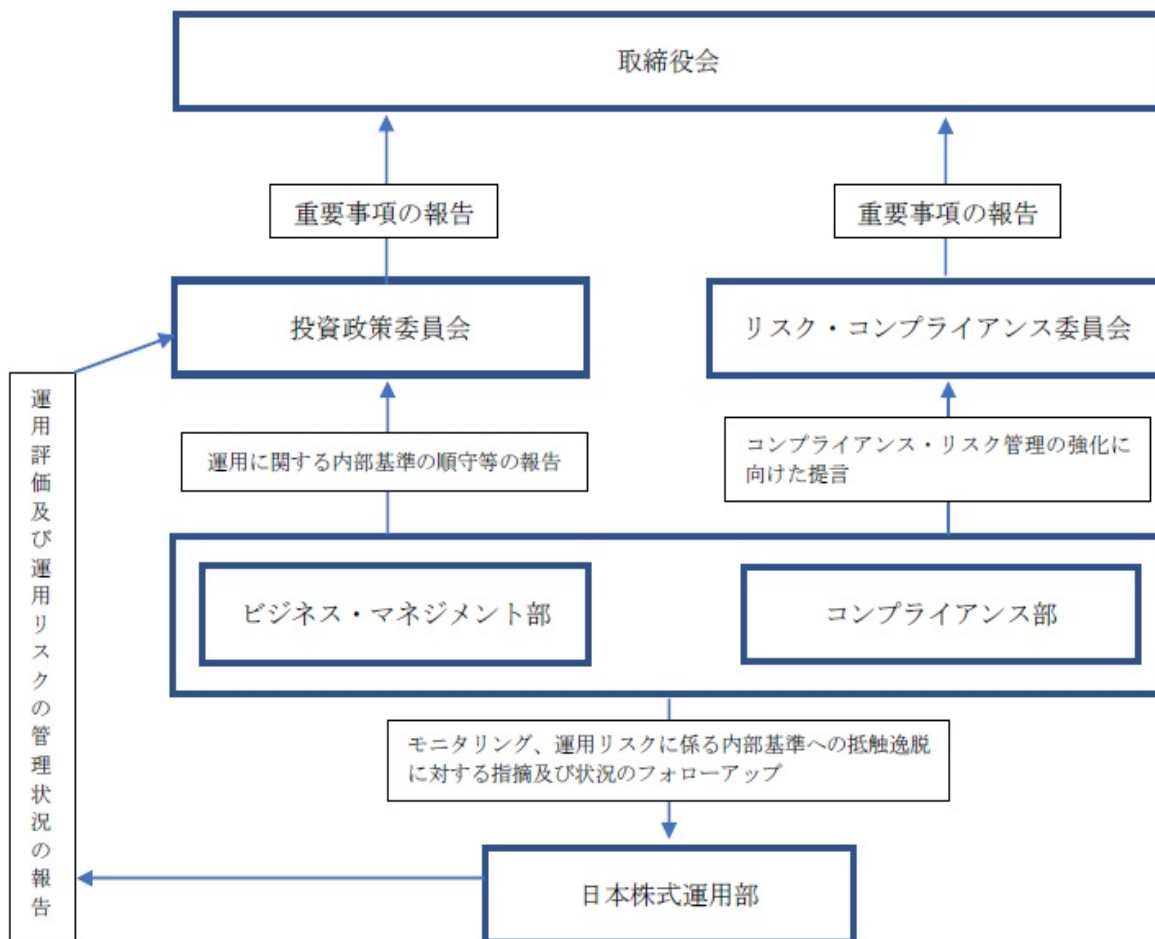 取締役会
重要事項の報告
重要事項の報告
投資政策委員会
リスク・コンプライアンス委員会
運用評価及び運用リスクの管理状況の報告
運用に関する内部基準の順守等の報告
コンプライアンス・リスク管理の強化に
向けた提言
ビジネス・マネジメント部
コンプライアンス部
モニタリング、運用リスクに係る内部基準への抵触逸脱
に対する指摘及び状況のフォローアップ
日本株式運用部